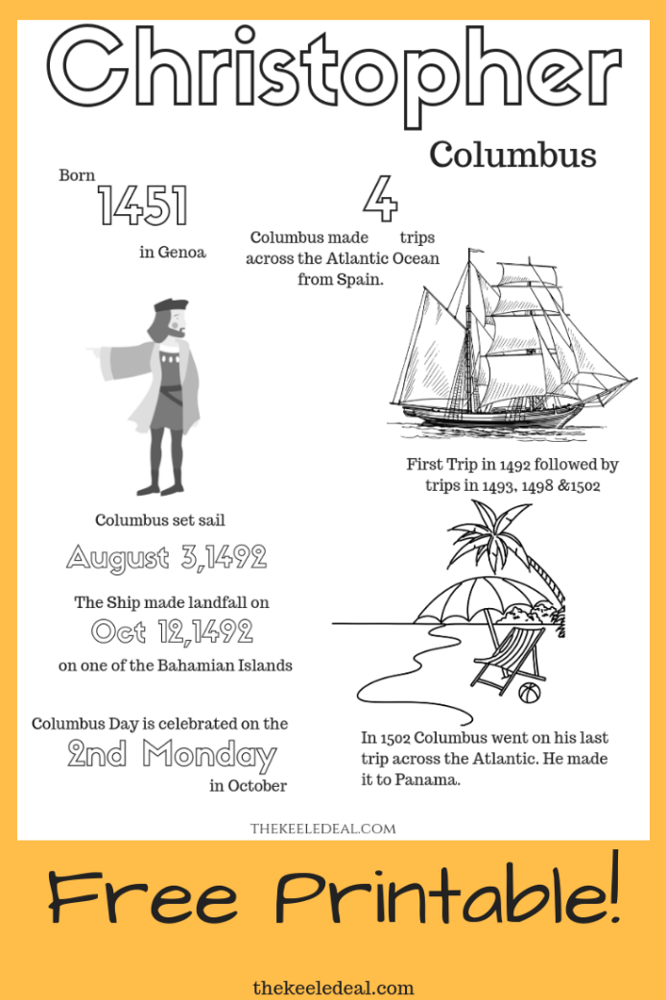 Christopher
Columbus
Born
1451
in Genoa
4
Columbus made trips
across the Atlantic Ocean
from Spain.
First Trip in 1492 followed by
trips in 1493, 1498 &1502
Columbus set sail
August 3,1492
The Ship made landfall on
Oct 12,1492
on one of the Bahamian Islands
Columbus Day is celebrated on the
2nd Monday
in October
In 1502 Columbus went on his last
trip across the Atlantic. He made
it to Panama.
THEKEELEDEAL.COM
Free Printable!
thekeeledeal.com